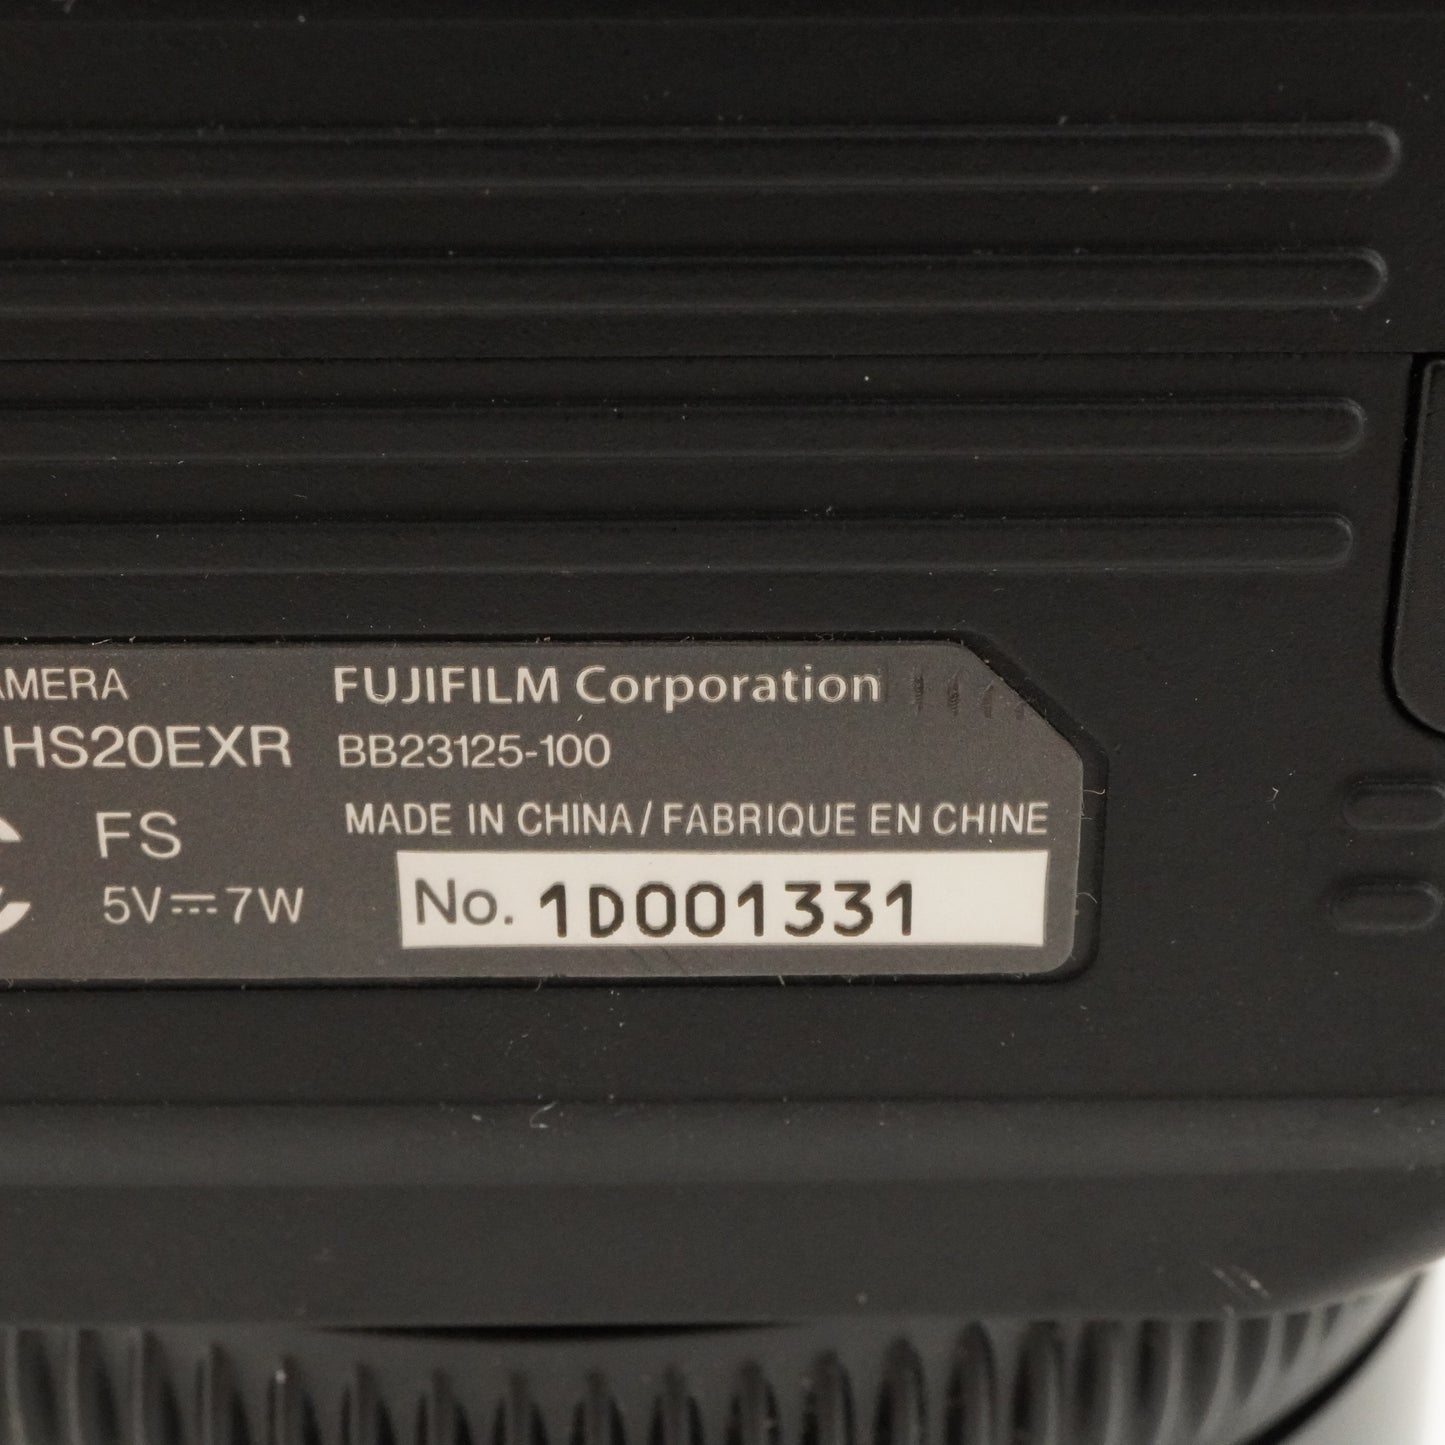 AMERA
HS20EXR
FS
5V⎓7W
FUJIFILM Corporation
BB23125-100
MADE IN CHINA/FABRIQUE EN CHINE
No. 1D001331